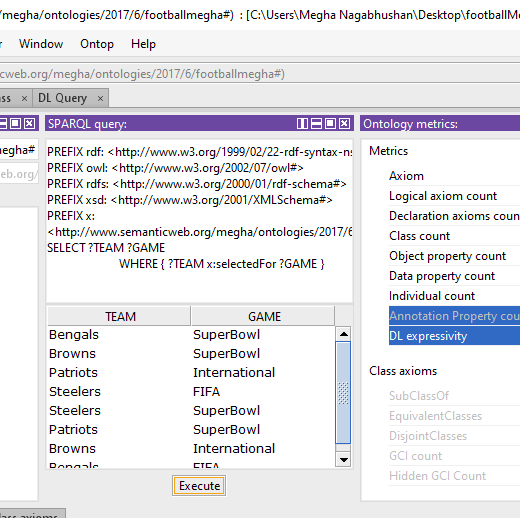 /megha/ontologies/2017/6/footballmegha#) : [C:\Users\Megha Nagabhushan\Desktop\footballMe
Window Ontop Help
cweb.org/megha/ontologies/2017/6/footballmegha#)
ss × DL Query ×
SPARQL query:
Ontology metrics:
egha#
eb.org/
PREFIX rdf: <http://www.w3.org/1999/02/22-rdf-syntax-ns
PREFIX owl: <http://www.w3.org/2002/07/owl#>
PREFIX rdfs: <http://www.w3.org/2000/01/rdf-schema#>
PREFIX xsd: <http://www.w3.org/2001/XMLSchema#>
PREFIX x:
<http://www.semanticweb.org/megha/ontologies/2017/6
SELECT ?TEAM ?GAME
WHERE { ?TEAM x:selectedFor ?GAME }
TEAM GAME
Bengals SuperBowl
Browns SuperBowl
Patriots International
Steelers FIFA
Steelers SuperBowl
Patriots SuperBowl
Browns International
Bengals FIFA
Execute
Metrics
Axiom
Logical axiom count
Declaration axioms count
Class count
Object property count
Data property count
Individual count
Annotation Property cou
DL expressivity
Class axioms
SubClassOf
EquivalentClasses
DisjointClasses
GCI count
Hidden GCI Count
ass axioms